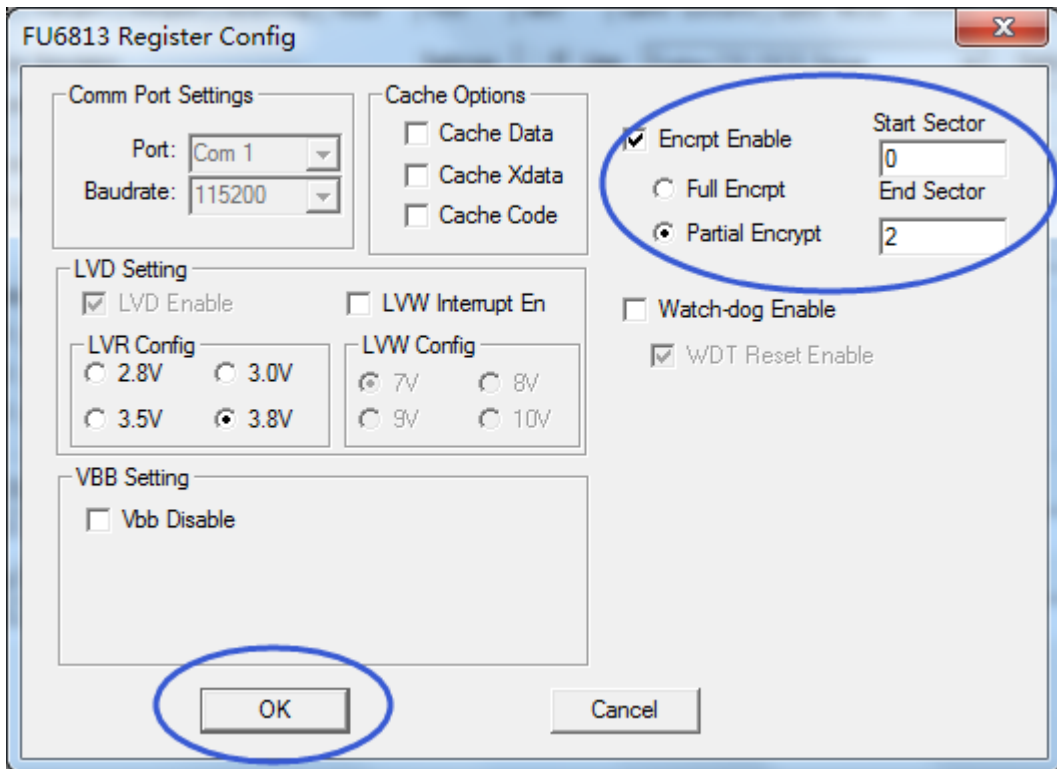 FU6813 Register Config
Comm Port Settings
Port: Com 1
Baudrate: 115200
Cache Options
Cache Data
Cache Xdata
Cache Code
Encrpt Enable
Full Encrpt
Partial Encrypt
Start Sector
0
End Sector
2
LVD Setting
LVD Enable
LVW Interrupt En
LVR Config
2.8V 3.0V
3.5V 3.8V
LVW Config
7V 8V
9V 10V
Watch-dog Enable
WDT Reset Enable
VBB Setting
Vbb Disable
OK Cancel